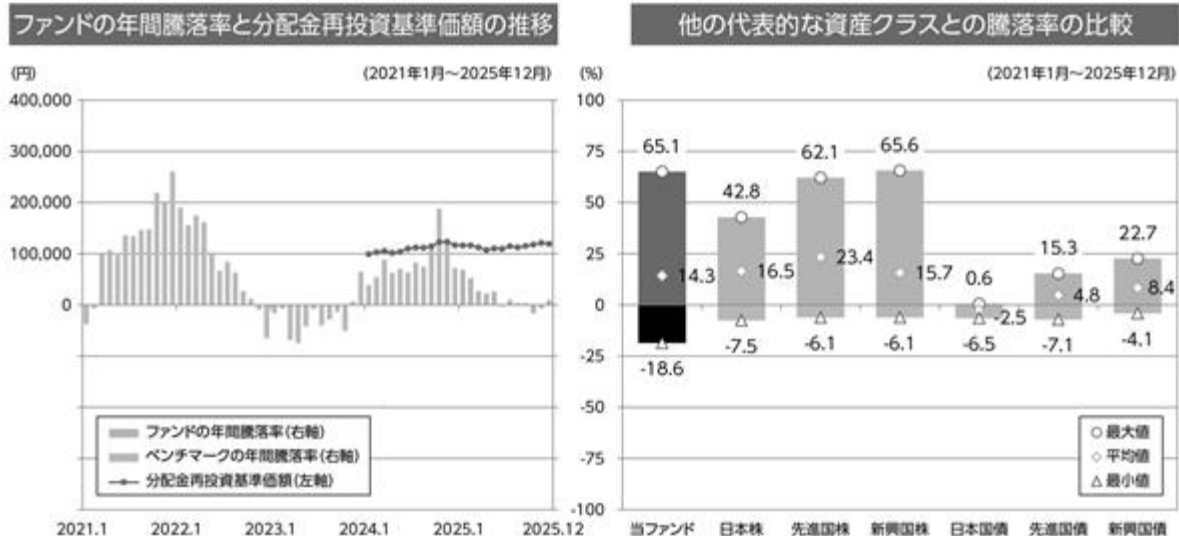 ファンドの年間騰落率と分配金再投資基準価額の推移
(円)
(2021年1月～2025年12月)
400,000
300,000
200,000
100,000
0
ファンドの年間騰落率(右軸)
ベンチマークの年間騰落率(右軸)
分配金再投資基準価額(左軸)
2021.1 2022.1 2023.1 2024.1 2025.1 2025.12
他の代表的な資産クラスとの騰落率の比較
(%)
(2021年1月～2025年12月)
100
75
50
25
0
-25
-50
-75
-100
65.1 42.8 62.1 65.6 0.6 15.3 22.7
14.3 16.5 23.4 15.7 -2.5 4.8 8.4
-18.6 -7.5 -6.1 -6.1 -6.5 -7.1 -4.1
最大値
平均値
最小値
当ファンド 日本株 先進国株 新興国株 日本国債 先進国債 新興国債